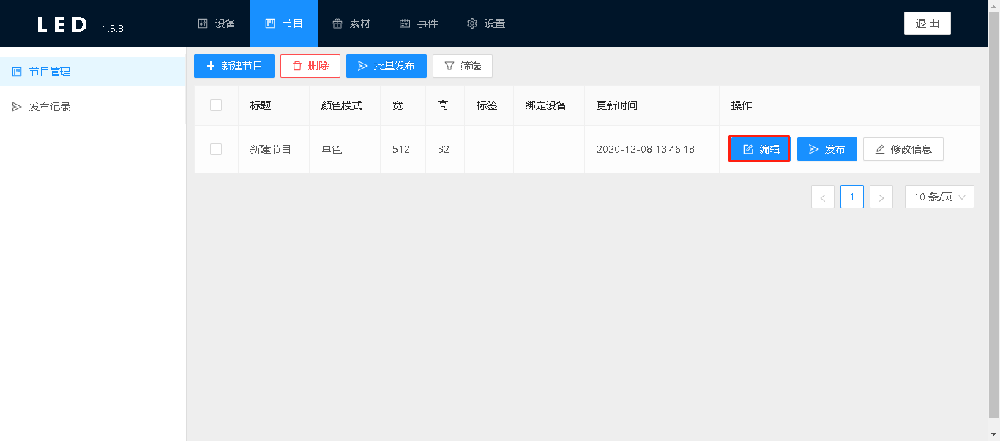 LED 1.5.3 设备 节目 素材 事件 设置 退 出
节目管理
发布记录
新建节目 删除 批量发布 筛选
标题 颜色模式 宽 高 标签 绑定设备 更新时间 操作
新建节目 单色 512 32 2020-12-08 13:46:18 编辑 发布 修改信息
< 1 > 10 条/页